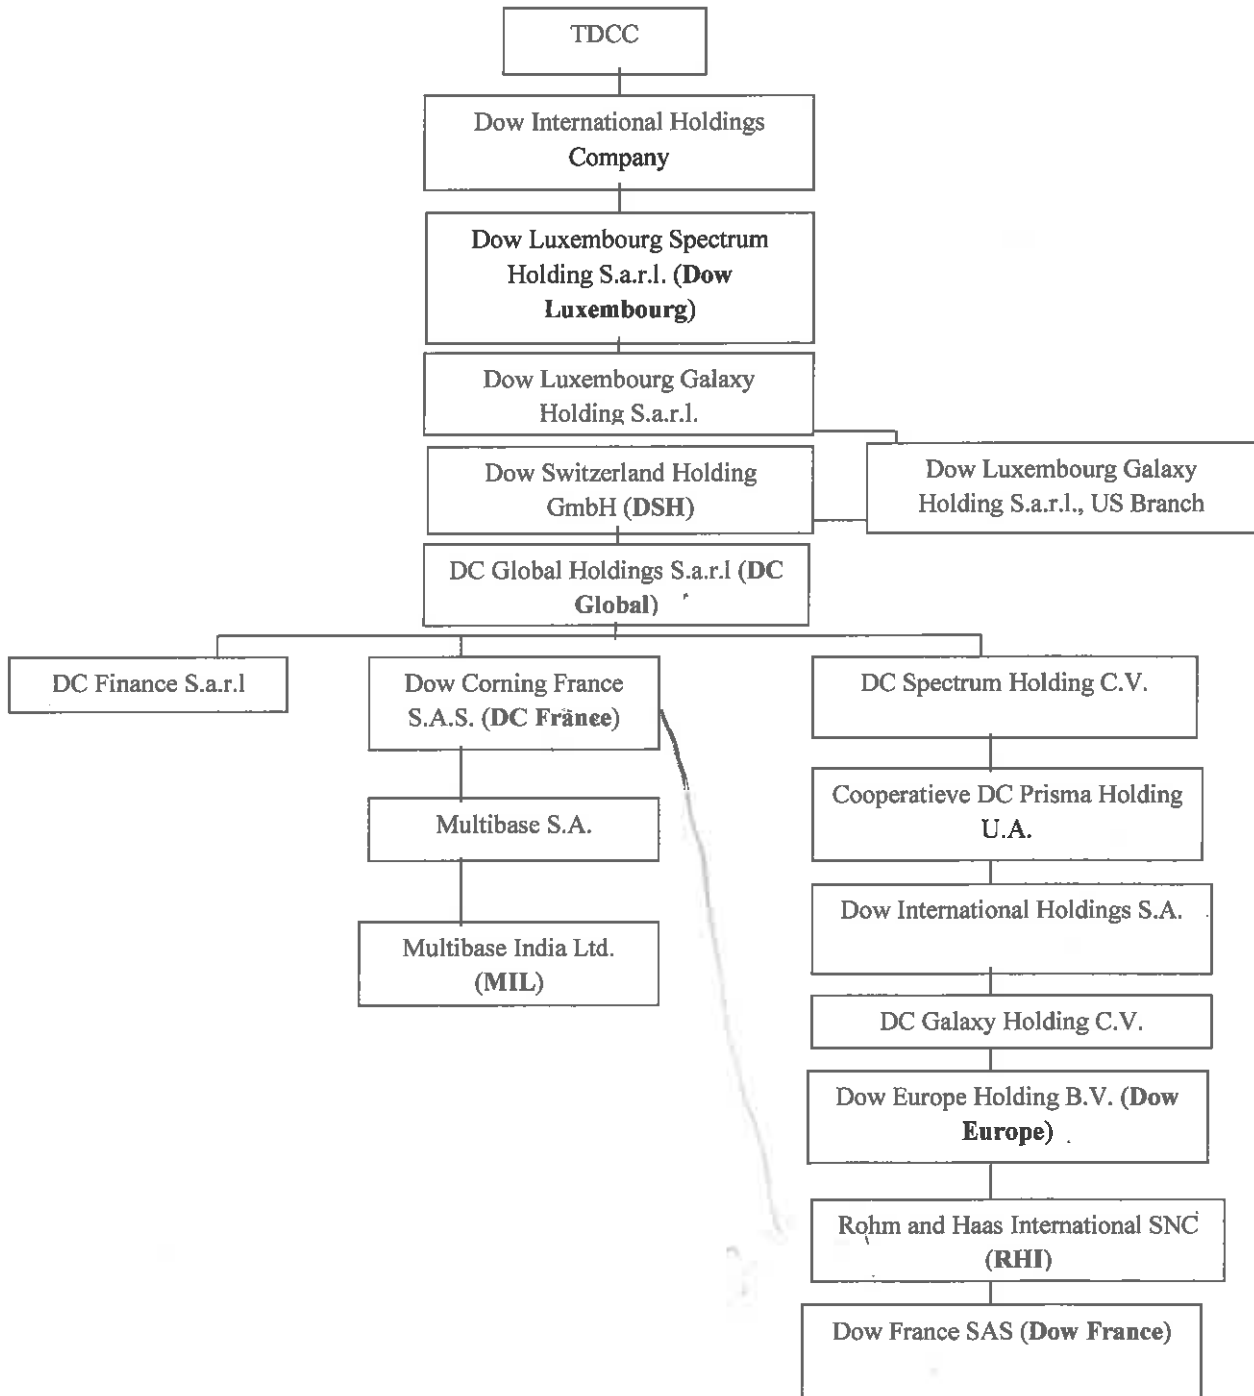 TDCC
Dow International Holdings
Company
Dow Luxembourg Spectrum
Holding S.a.r.l. (Dow
Luxembourg)
Dow Luxembourg Galaxy
Holding S.a.r.l.
Dow Switzerland Holding
GmbH (DSH)
Dow Luxembourg Galaxy
Holding S.a.r.l., US Branch
DC Global Holdings S.a.r.l (DC
Global)
DC Finance S.a.r.l
Dow Corning France
S.A.S. (DC France)
DC Spectrum Holding C.V.
Multibase S.A.
Cooperatieve DC Prisma Holding
U.A.
Multibase India Ltd.
(MIL)
Dow International Holdings S.A.
DC Galaxy Holding C.V.
Dow Europe Holding B.V. (Dow
Europe)
Rohm and Haas International SNC
(RHI)
Dow France SAS (Dow France)